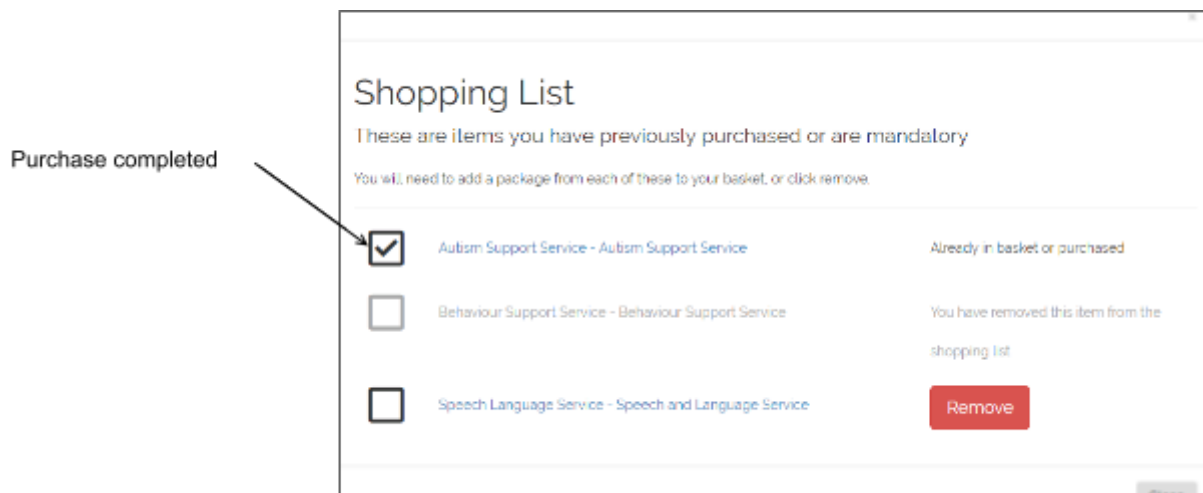 Shopping List
These are items you have previously purchased or are mandatory
Purchase completed
You will need to add a package from each of these to your basket, or click remove.
Autism Support Service - Autism Support Service Already in basket or purchased
Behaviour Support Service - Behaviour Support Service You have removed this item from the
shopping list
Speech Language Service - Speech and Language Service Remove
Close